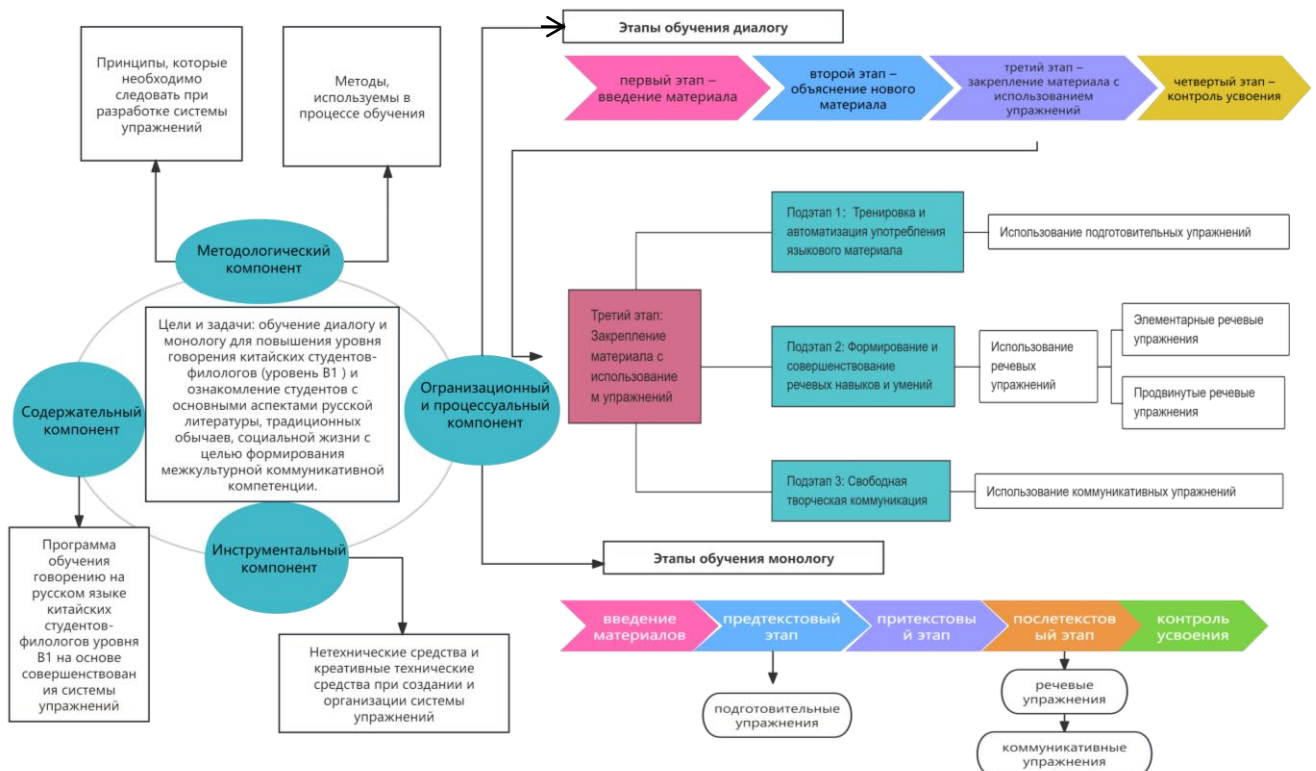 Принципы, которые
необходимо
следовать при
разработке системы
упражнений
Методы,
используемы в
процессе обучения
Методологический
компонент
Цели и задачи: обучение диалогу и
монологу для повышения уровня
говорения китайских студентов-
филологов (уровень B1 ) и
ознакомление студентов с
основными аспектами русской
литературы, традиционных
обычаев, социальной жизни с
целью формирования
межкультурной коммуникативной
компетенции.
Содержательный
компонент
Огранизационный
и процессуальный
компонент
Инструментальный
компонент
Программа
обучения
говорению на
русском языке
китайских
студентов-
филологов уровня
B1 на основе
совершенствован
ия системы
упражнений
Нетехнические средства и
креативные технические
средства при создании и
организации системы
упражнений
Этапы обучения диалогу
первый этап –
введение материала
второй этап –
объяснение нового
материала
третий этап –
закрепление материала с
использованием
упражнений
четвертый этап –
контроль усвоения
Третий этап:
Закрепление
материала с
использование
м упражнений
Подэтап 1: Тренировка и
автоматизация употребления
языкового материала
Использование подготовительных упражнений
Подэтап 2: Формирование и
совершенствование
речевых навыков и умений
Использование
речевых
упражнений
Элементарные речевые
упражнения
Продвинутые речевые
упражнения
Подэтап 3: Свободная
творческая коммуникация
Использование коммуникативных упражнений
Этапы обучения монологу
введение
материалов
предтекстовый
этап
притекстовы
й этап
послетекстов
ый этап
контроль
усвоения
подготовительные
упражнения
речевые
упражнения
коммуникативные
упражнения